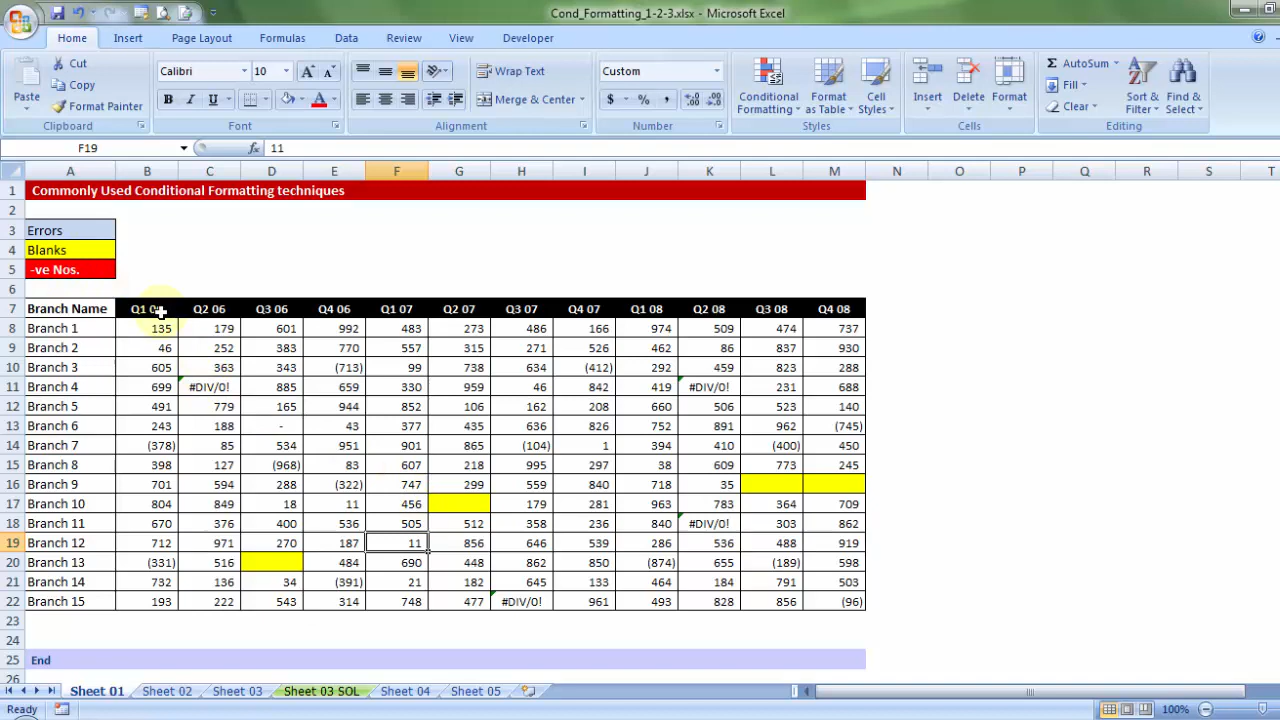 Cond_Formatting_1-2-3.xlsx - Microsoft Excel
Home Insert Page Layout Formulas Data Review View Developer
Paste Cut Copy Format Painter Clipboard
Calibri 10 B I U A Font
Wrap Text Merge & Center Alignment
Custom $ % , Number
Conditional Formatting Format as Table Cell Styles Styles
Insert Delete Format Cells
AutoSum Fill Clear Sort & Filter Find & Select Editing
F19 fx 11
A B C D E F G H I J K L M N O P Q R S T
1 Commonly Used Conditional Formatting techniques
2
3 Errors
4 Blanks
5 -ve Nos.
6
7 Branch Name Q1 Q2 06 Q3 06 Q4 06 Q1 07 Q2 07 Q3 07 Q4 07 Q1 08 Q2 08 Q3 08 Q4 08
8 Branch 1 135 179 601 992 483 273 486 166 974 509 474 737
9 Branch 2 46 252 383 770 557 315 271 526 462 86 837 930
10 Branch 3 605 363 343 (713) 99 738 634 (412) 292 459 823 288
11 Branch 4 699 #DIV/0! 885 659 330 959 46 842 419 #DIV/0! 231 688
12 Branch 5 491 779 165 944 852 106 162 208 660 506 523 140
13 Branch 6 243 188 - 43 377 435 636 826 752 891 962 (745)
14 Branch 7 (378) 85 534 951 901 865 (104) 1 394 410 (400) 450
15 Branch 8 398 127 (968) 83 607 218 995 297 38 609 773 245
16 Branch 9 701 594 288 (322) 747 299 559 840 718 35
17 Branch 10 804 849 18 11 456 179 281 963 783 364 709
18 Branch 11 670 376 400 536 505 512 358 236 840 #DIV/0! 303 862
19 Branch 12 712 971 270 187 11 856 646 539 286 536 488 919
20 Branch 13 (331) 516 484 690 448 862 850 (874) 655 (189) 598
21 Branch 14 732 136 34 (391) 21 182 645 133 464 184 791 503
22 Branch 15 193 222 543 314 748 477 #DIV/0! 961 493 828 856 (96)
23
24
25 End
26
Sheet 01 Sheet 02 Sheet 03 Sheet 03 SOL Sheet 04 Sheet 05
Ready 100%